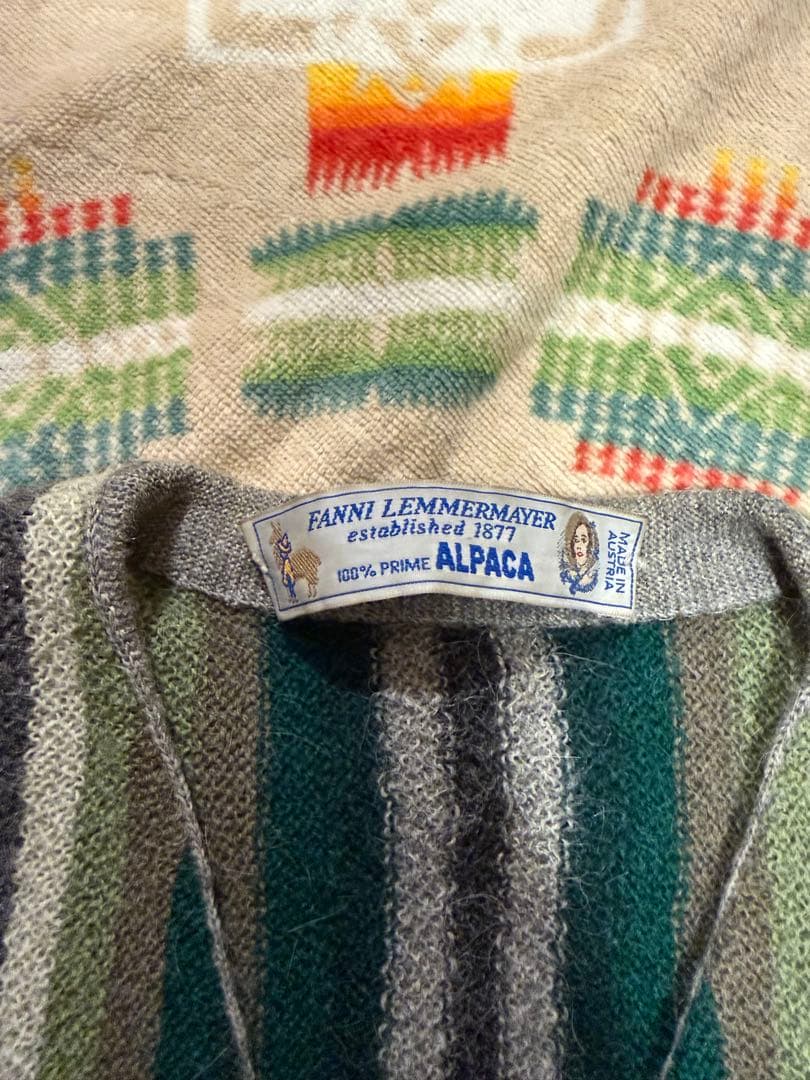 FANNI LEMMERMAYER
established 1877
100% PRIME ALPACA
MADE IN
AUSTRIA